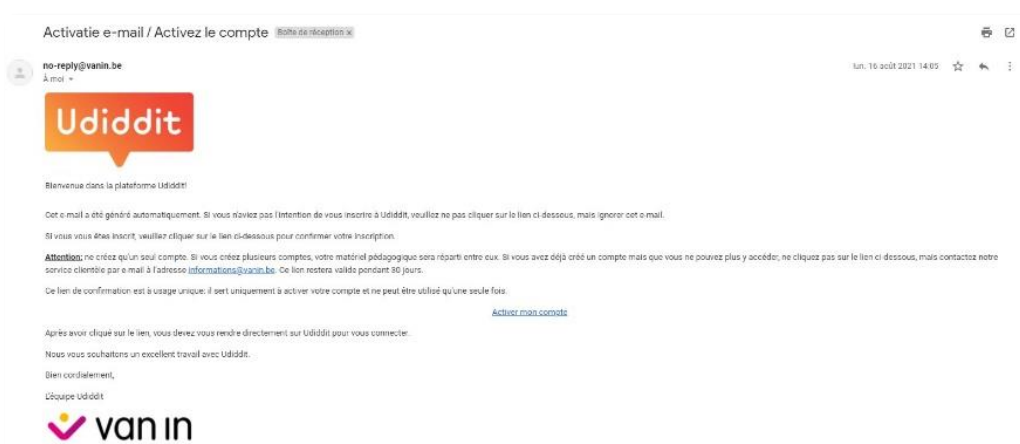 Activatie e-mail / Activez le compte Boîte de réception x
no-reply@vanin.be
lun. 16 août 2021 14:05
À moi
Udiddit
Bienvenue dans la plateforme Udiddit!
Cet e-mail a été généré automatiquement. Si vous n'aviez pas l'intention de vous inscrire à Udiddit, veuillez ne pas cliquer sur le lien ci-dessous, mais ignorer cet e-mail.
Si vous vous êtes inscrit, veuillez cliquer sur le lien ci-dessous pour confirmer votre inscription.
Attention: ne créez qu'un seul compte. Si vous créez plusieurs comptes, votre matériel pédagogique sera réparti entre eux. Si vous avez déjà créé un compte mais que vous ne pouvez plus y accéder, ne cliquez pas sur le lien ci-dessous, mais contactez notre
service clientèle par e-mail à l'adresse informations@vanin.be. Ce lien restera valide pendant 30 jours.
Ce lien de confirmation est à usage unique: il sert uniquement à activer votre compte et ne peut être utilisé qu'une seule fois.
Activer mon compte
Après avoir cliqué sur le lien, vous devez vous rendre directement sur Udiddit pour vous connecter.
Nous vous souhaitons un excellent travail avec Udiddit.
Bien cordialement,
L'équipe Udiddit
van in